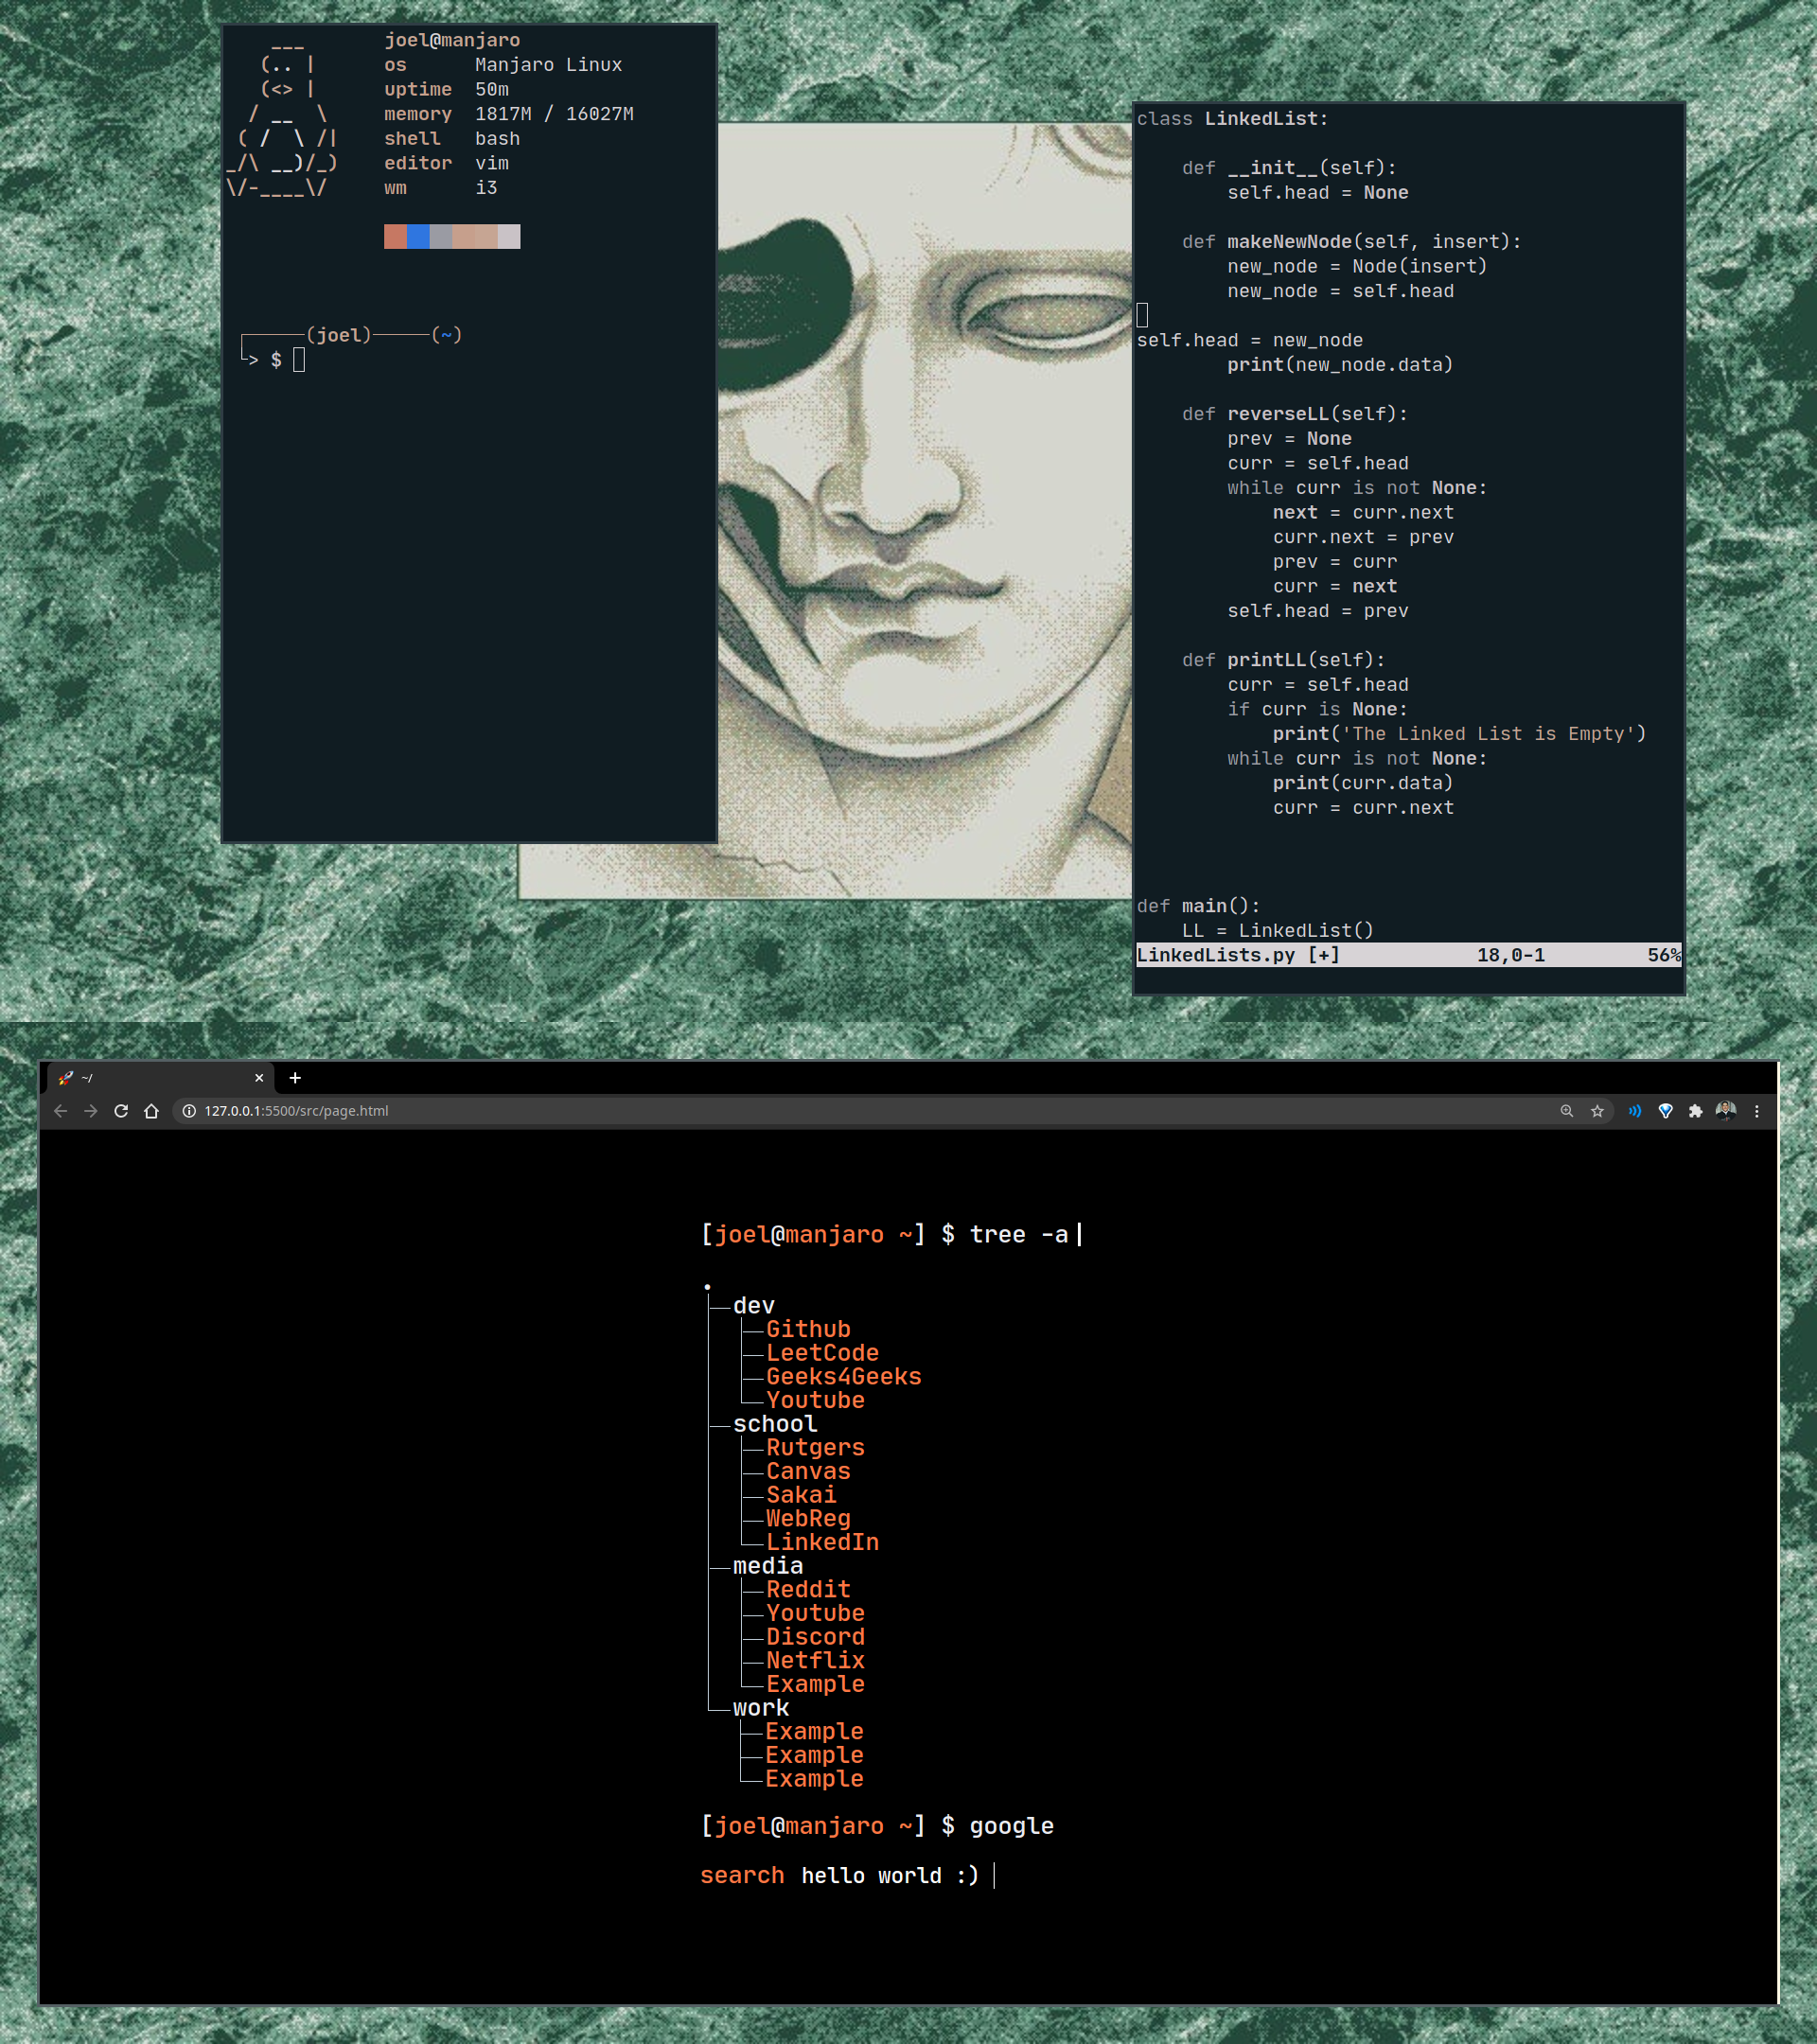 joel@manjaro
os Manjaro Linux
uptime 50m
memory 1817M / 16027M
shell bash
editor vim
wm i3
(joel) (~)
> $
class LinkedList:
def __init__(self):
self.head = None
def makeNewNode(self, insert):
new_node = Node(insert)
new_node = self.head
self.head = new_node
print(new_node.data)
def reverseLL(self):
prev = None
curr = self.head
while curr is not None:
next = curr.next
curr.next = prev
prev = curr
curr = next
self.head = prev
def printLL(self):
curr = self.head
if curr is None:
print('The Linked List is Empty')
while curr is not None:
print(curr.data)
curr = curr.next
def main():
LL = LinkedList()
LinkedLists.py [+] 18,0-1 56%
~/
127.0.0.1:5500/src/page.html
[joel@manjaro ~] $ tree -a
.
dev
Github
LeetCode
Geeks4Geeks
Youtube
school
Rutgers
Canvas
Sakai
WebReg
LinkedIn
media
Reddit
Youtube
Discord
Netflix
Example
work
Example
Example
Example
[joel@manjaro ~] $ google
search hello world :)